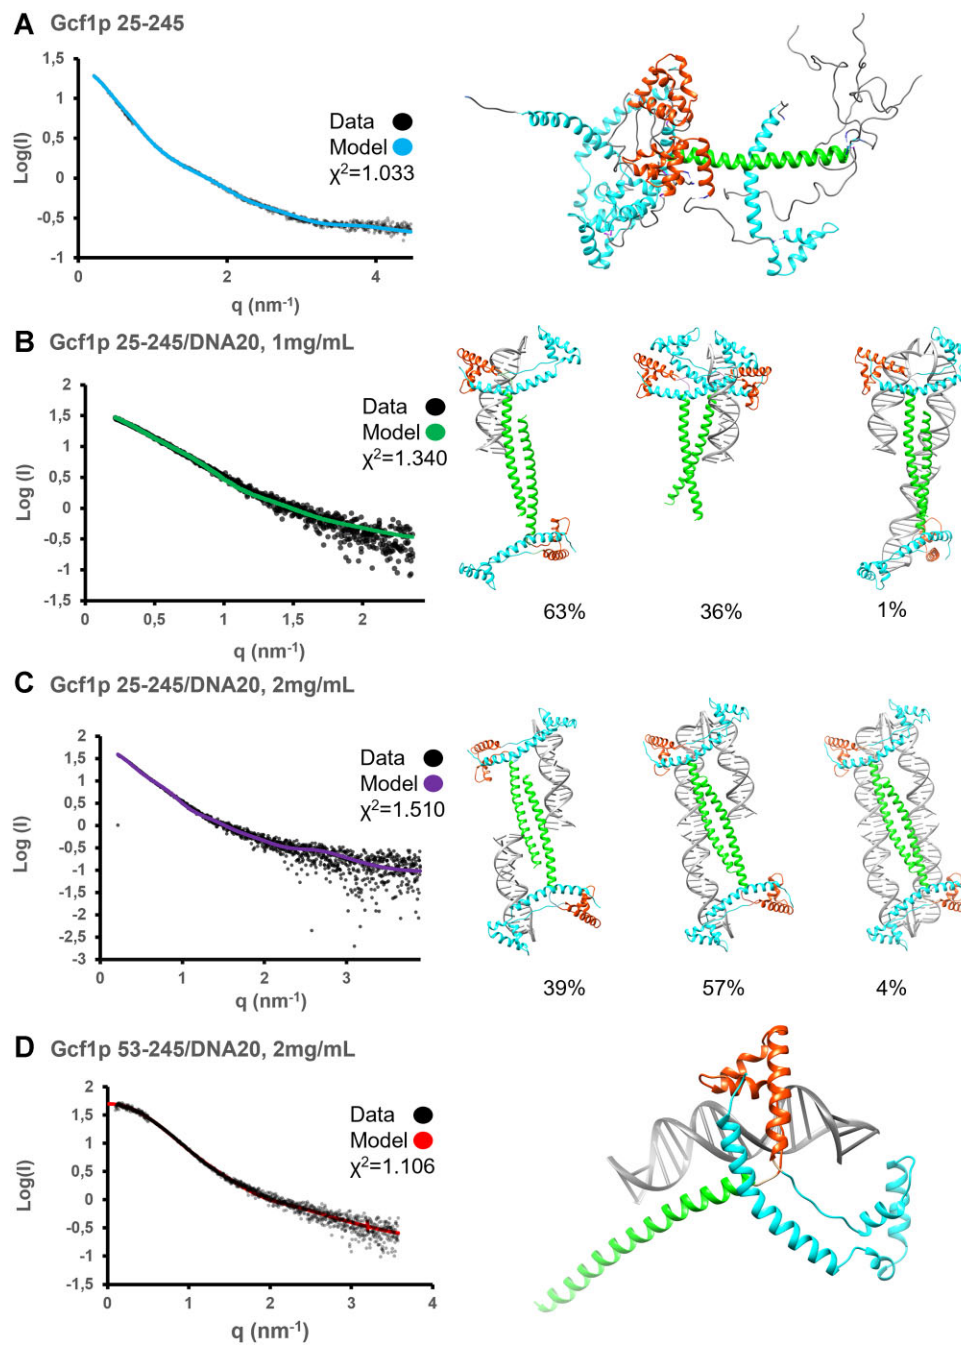 A Gcf1p 25-245
1,5
1
0,5
0
-0,5
-1
0
2
4
Log(I)
q (nm-1)
Data
Model
χ2=1.033
B Gcf1p 25-245/DNA20, 1mg/mL
2
1,5
1
0,5
0
-0,5
-1
-1,5
0
0,5
1
1,5
2
Log (I)
q (nm-1)
Data
Model
χ2=1.340
63%
36%
1%
C Gcf1p 25-245/DNA20, 2mg/mL
2
1,5
1
0,5
0
-0,5
-1
-1,5
-2
-2,5
-3
0
1
2
3
Log (I)
q (nm-1)
Data
Model
χ2=1.510
39%
57%
4%
D Gcf1p 53-245/DNA20, 2mg/mL
2
1,5
1
0,5
0
-0,5
-1
-1,5
0
1
2
3
4
Log(I)
q (nm-1)
Data
Model
χ2=1.106